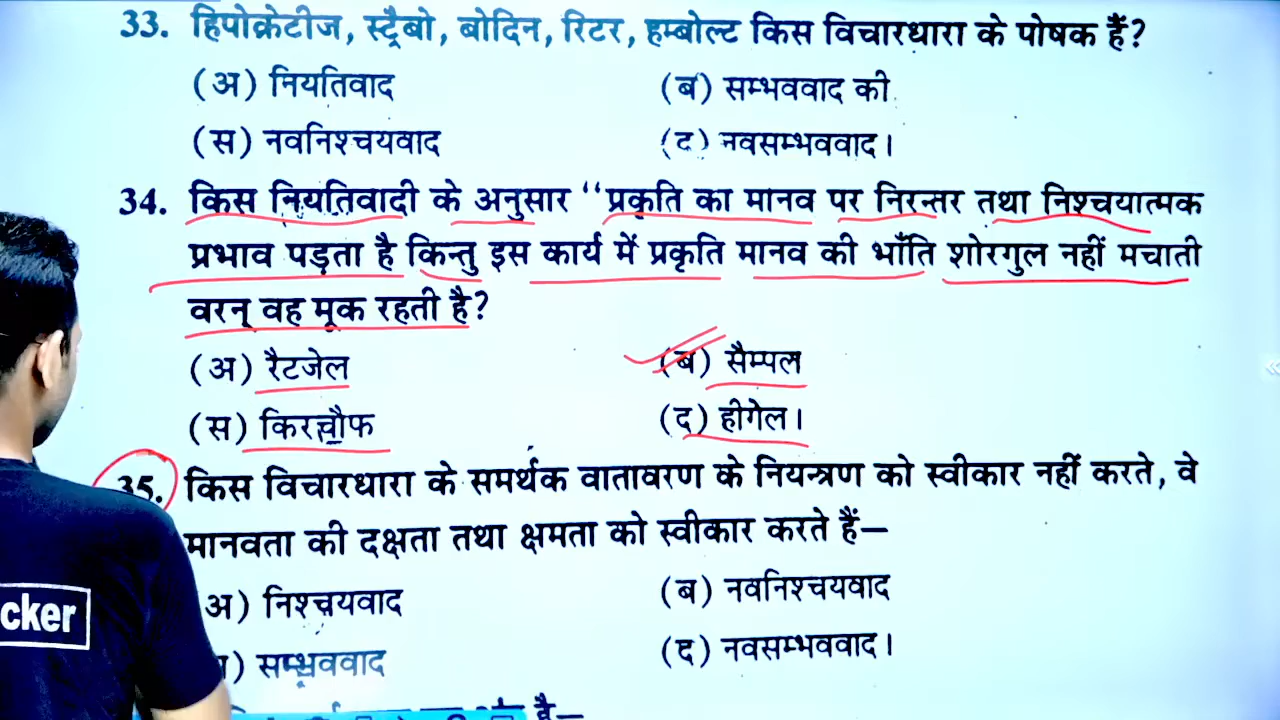 33. हिपोक्रेटीज, स्ट्रैबो, बोदिन, रिटर, हम्बोल्ट किस विचारधारा के पोषक हैं?
(अ) नियतिवाद (ब) सम्भववाद की
(स) नवनिश्चयवाद (द) नवसम्भववाद।
34. किस नियतिवादी के अनुसार ‘‘प्रकृति का मानव पर निरन्तर तथा निश्चयात्मक
प्रभाव पड़ता है किन्तु इस कार्य में प्रकृति मानव की भाँति शोरगुल नहीं मचाती
वरन् वह मूक रहती है?
(अ) रैटजेल (ब) सैम्पल
(स) किरचौफ (द) हीगेल।
35. किस विचारधारा के समर्थक वातावरण के नियन्त्रण को स्वीकार नहीं करते, वे
मानवता की दक्षता तथा क्षमता को स्वीकार करते हैं—
अ) निश्चयवाद (ब) नवनिश्चयवाद
) सम्भववाद (द) नवसम्भववाद।
cker